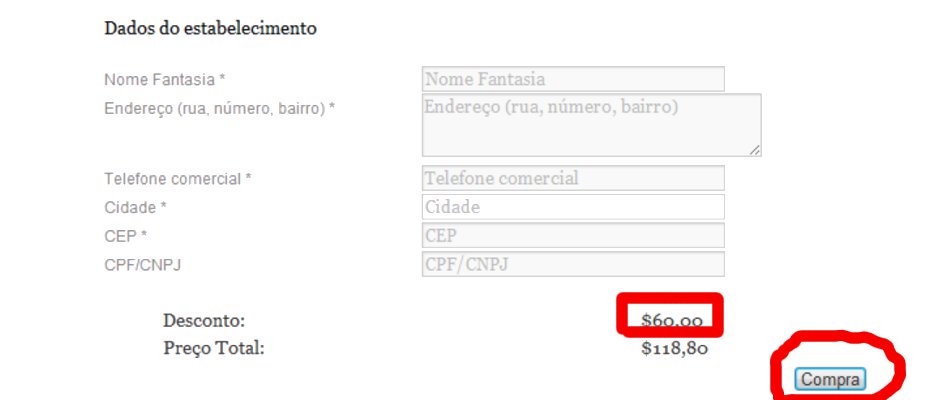 Dados do estabelecimento
Nome Fantasia * Nome Fantasia
Endereço (rua, número, bairro) * Endereço (rua, número, bairro)
Telefone comercial * Telefone comercial
Cidade * Cidade
CEP * CEP
CPF/CNPJ CPF/CNPJ
Desconto: $60,00
Preço Total: $118,80
Compra